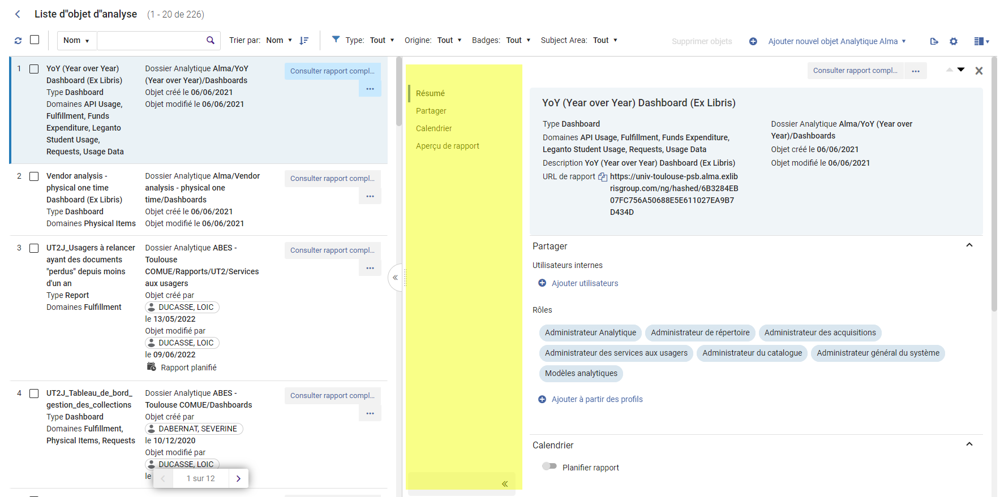 Liste d"objet d"analyse (1 - 20 de 226)
Nom
Trier par: Nom
Type: Tout
Origine: Tout
Badges: Tout
Subject Area: Tout
Supprimer objets
Ajouter nouvel objet Analytique Alma
1
YoY (Year over Year)
Dashboard (Ex Libris)
Type Dashboard
Domaines API Usage,
Fulfillment, Funds
Expenditure, Leganto
Student Usage,
Requests, Usage Data
Dossier Analytique Alma/YoY
(Year over Year)/Dashboards
Objet créé le 06/06/2021
Objet modifié le 06/06/2021
Consulter rapport compl...
2
Vendor analysis -
physical one time
Dashboard (Ex Libris)
Type Dashboard
Domaines Physical Items
Dossier Analytique Alma/Vendor
analysis - physical one
time/Dashboards
Objet créé le 06/06/2021
Objet modifié le 06/06/2021
Consulter rapport compl...
3
UT2J_Usagers à relancer
ayant des documents
"perdus" depuis moins
d'un an
Type Report
Domaines Fulfillment
Dossier Analytique ABES -
Toulouse
COMUE/Rapports/UT2/Services
aux usagers
Objet créé par
DUCASSE, LOIC
le 13/05/2022
Objet modifié par
DUCASSE, LOIC
le 09/06/2022
Rapport planifié
Consulter rapport compl...
4
UT2J_Tableau_de_bord_
gestion_des_collections
Type Dashboard
Domaines Fulfillment,
Physical Items, Requests
Dossier Analytique ABES -
Toulouse COMUE/Dashboards
Objet créé par
DABERNAT, SEVERINE
le 10/12/2020
Objet modifié par
DUCASSE, LOIC
le
Consulter rapport compl...
1 sur 12
Résumé
Partager
Calendrier
Aperçu de rapport
Consulter rapport compl...
YoY (Year over Year) Dashboard (Ex Libris)
Type Dashboard
Domaines API Usage, Fulfillment, Funds Expenditure,
Leganto Student Usage, Requests, Usage Data
Description YoY (Year over Year) Dashboard (Ex Libris)
URL de rapport https://univ-toulouse-psb.alma.exlib
risgroup.com/ng/hashed/6B3284EB
07FC756A50688E5E611027EA9B7
D434D
Dossier Analytique Alma/YoY (Year over
Year)/Dashboards
Objet créé le 06/06/2021
Objet modifié le 06/06/2021
Partager
Utilisateurs internes
Ajouter utilisateurs
Rôles
Administrateur Analytique Administrateur de répertoire Administrateur des acquisitions
Administrateur des services aux usagers Administrateur du catalogue Administrateur général du système
Modèles analytiques
Ajouter à partir des profils
Calendrier
Planifier rapport